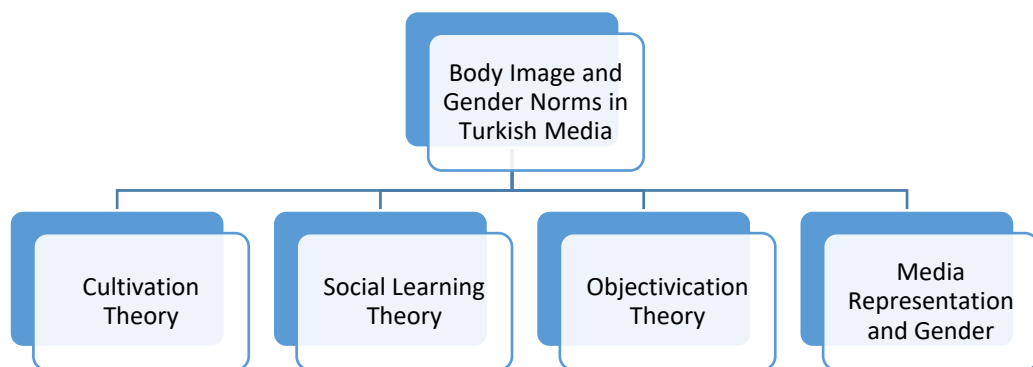 Body Image and
Gender Norms in
Turkish Media
Cultivation
Theory
Social Learning
Theory
Objectivication
Theory
Media
Representation
and Gender